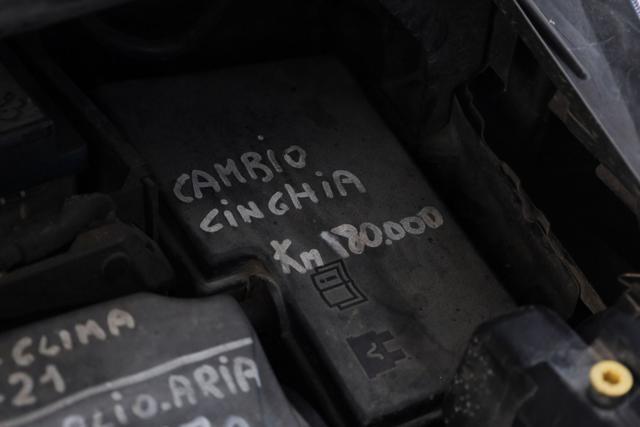 CAMBIO
CINGHIA
Km 180.000
CLIMA
21
OLIO.ARIA